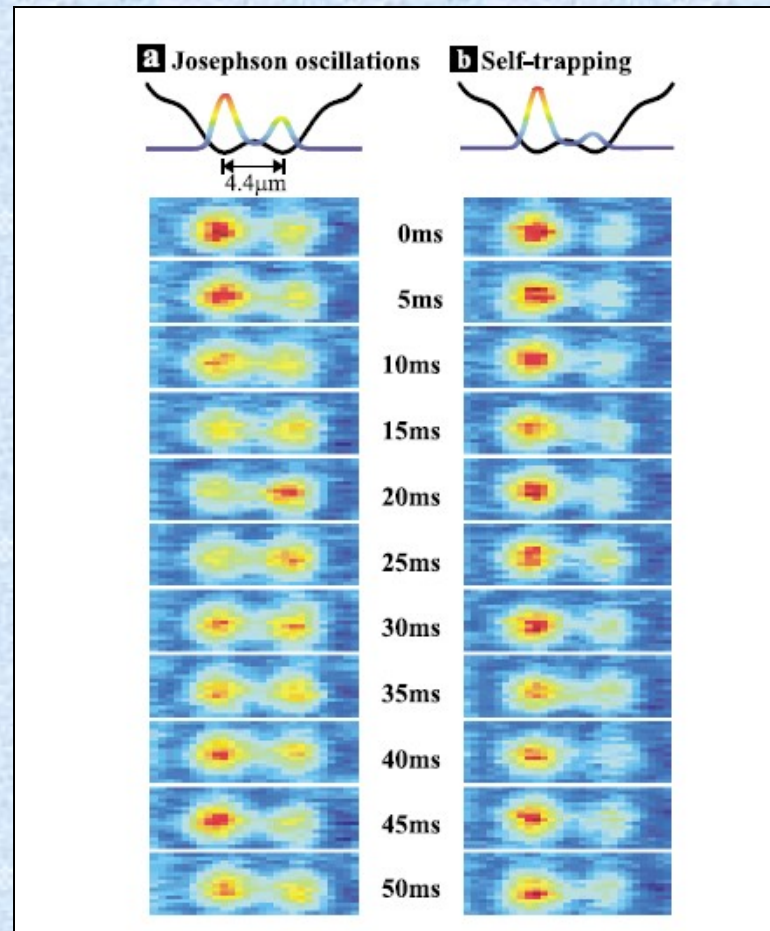 a Josephson oscillations
b Self-trapping
4.4μm
0ms
5ms
10ms
15ms
20ms
25ms
30ms
35ms
40ms
45ms
50ms